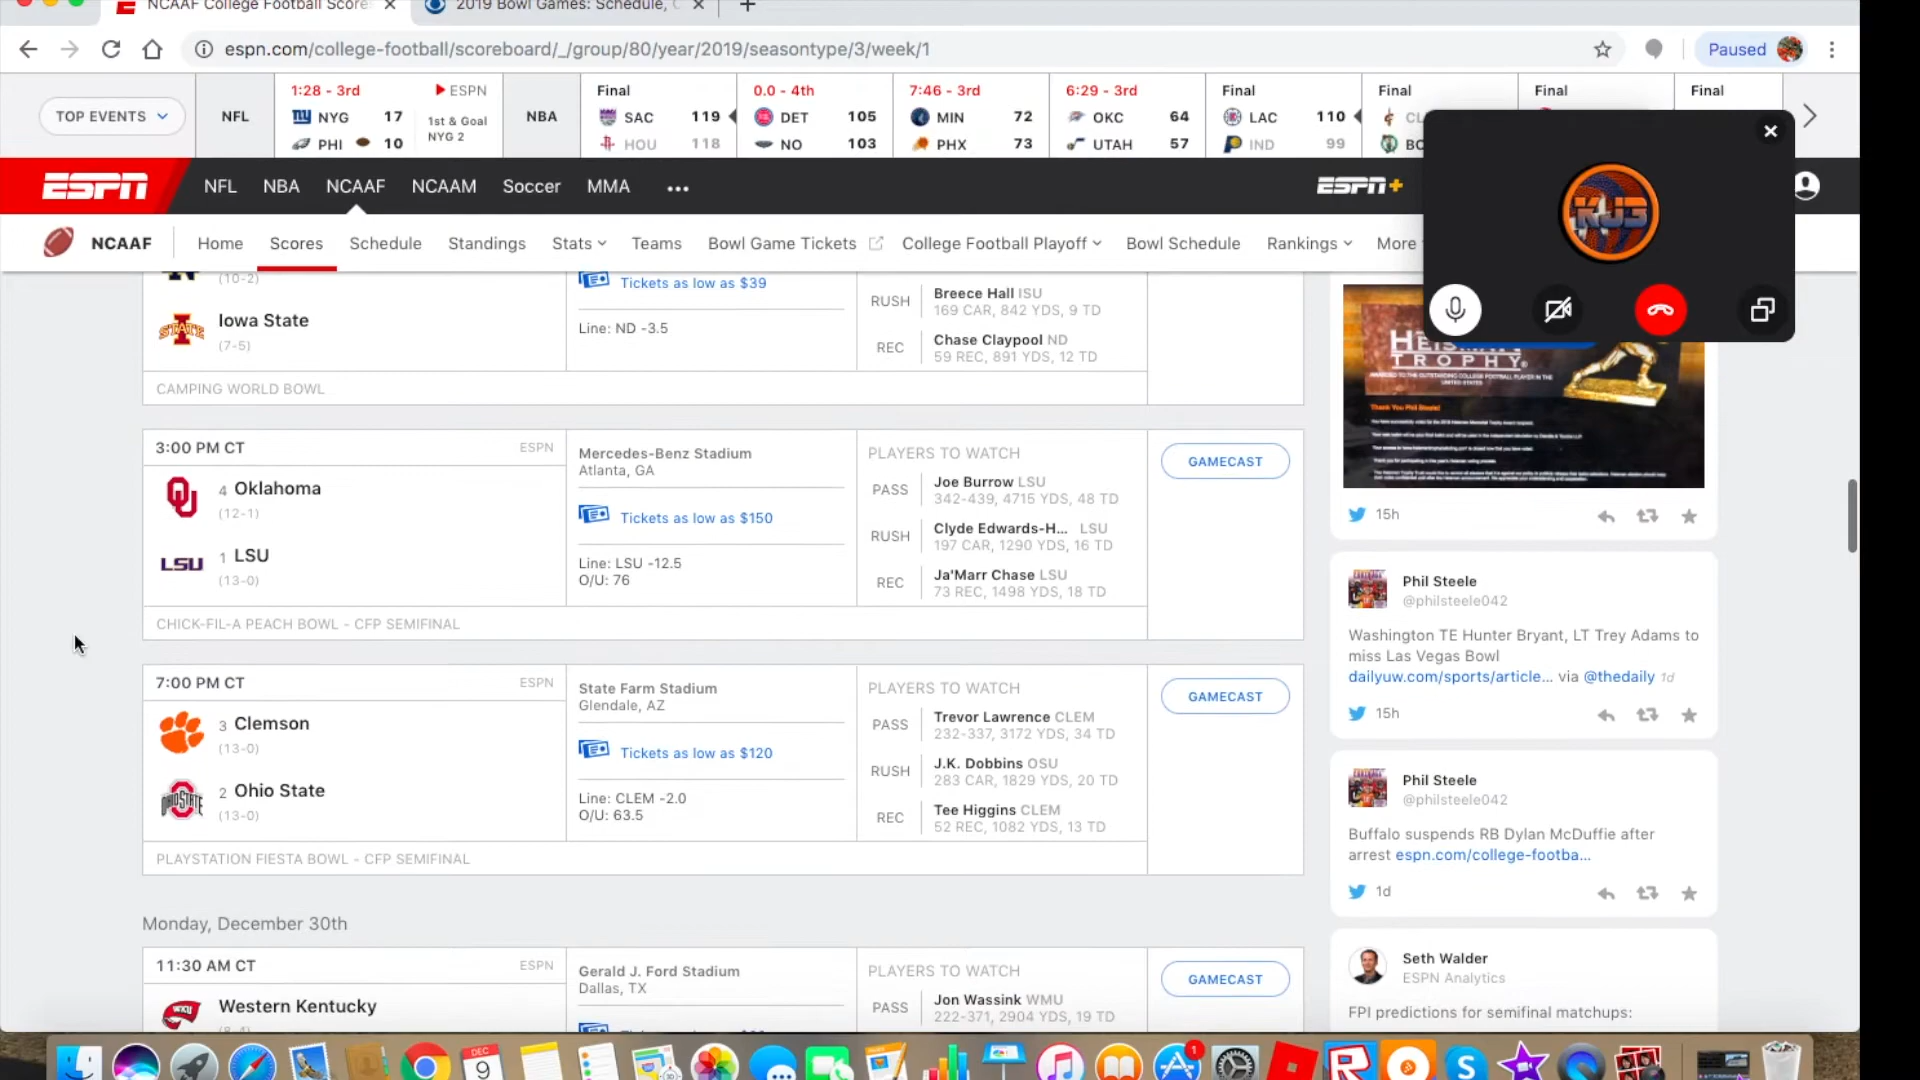 NCAAF College Football Score
2019 Bowl Games: Schedule,
espn.com/college-football/scoreboard/_/group/80/year/2019/seasontype/3/week/1
Paused
TOP EVENTS
NFL
1:28 - 3rd
ESPN
NYG 17
PHI 10
1st & Goal
NYG 2
NBA
Final
SAC 119
HOU 118
0.0 - 4th
DET 105
NO 103
7:46 - 3rd
MIN 72
PHX 73
6:29 - 3rd
OKC 64
UTAH 57
Final
LAC 110
IND 99
Final
Final
Final
ESPN
NFL NBA NCAAF NCAAM Soccer MMA
ESPN+
NCAAF Home Scores Schedule Standings Stats Teams Bowl Game Tickets College Football Playoff Bowl Schedule Rankings More
KJ3
(10-2)
Iowa State
(7-5)
Tickets as low as $39
Line: ND -3.5
RUSH
Breece Hall ISU
169 CAR, 842 YDS, 9 TD
REC
Chase Claypool ND
59 REC, 891 YDS, 12 TD
CAMPING WORLD BOWL
3:00 PM CT ESPN
4 Oklahoma
(12-1)
LSU 1 LSU
(13-0)
Mercedes-Benz Stadium
Atlanta, GA
Tickets as low as $150
Line: LSU -12.5
O/U: 76
PLAYERS TO WATCH
PASS
Joe Burrow LSU
342-439, 4715 YDS, 48 TD
RUSH
Clyde Edwards-H... LSU
197 CAR, 1290 YDS, 16 TD
REC
Ja'Marr Chase LSU
73 REC, 1498 YDS, 18 TD
GAMECAST
CHICK-FIL-A PEACH BOWL - CFP SEMIFINAL
7:00 PM CT ESPN
3 Clemson
(13-0)
OHIO STATE 2 Ohio State
(13-0)
State Farm Stadium
Glendale, AZ
Tickets as low as $120
Line: CLEM -2.0
O/U: 63.5
PLAYERS TO WATCH
PASS
Trevor Lawrence CLEM
232-337, 3172 YDS, 34 TD
RUSH
J.K. Dobbins OSU
283 CAR, 1829 YDS, 20 TD
REC
Tee Higgins CLEM
52 REC, 1082 YDS, 13 TD
GAMECAST
PLAYSTATION FIESTA BOWL - CFP SEMIFINAL
Monday, December 30th
11:30 AM CT ESPN
Western Kentucky
Gerald J. Ford Stadium
Dallas, TX
PLAYERS TO WATCH
PASS
Jon Wassink WMU
222-371, 2904 YDS, 19 TD
GAMECAST
HEISMAN
TROPHY
Thank You Phil Steele!
15h
Phil Steele
@philsteele042
Washington TE Hunter Bryant, LT Trey Adams to
miss Las Vegas Bowl
dailyuw.com/sports/article... via @thedaily 1d
15h
Phil Steele
@philsteele042
Buffalo suspends RB Dylan McDuffie after
arrest espn.com/college-footba...
1d
Seth Walder
ESPN Analytics
FPI predictions for semifinal matchups:
DEC
9
1